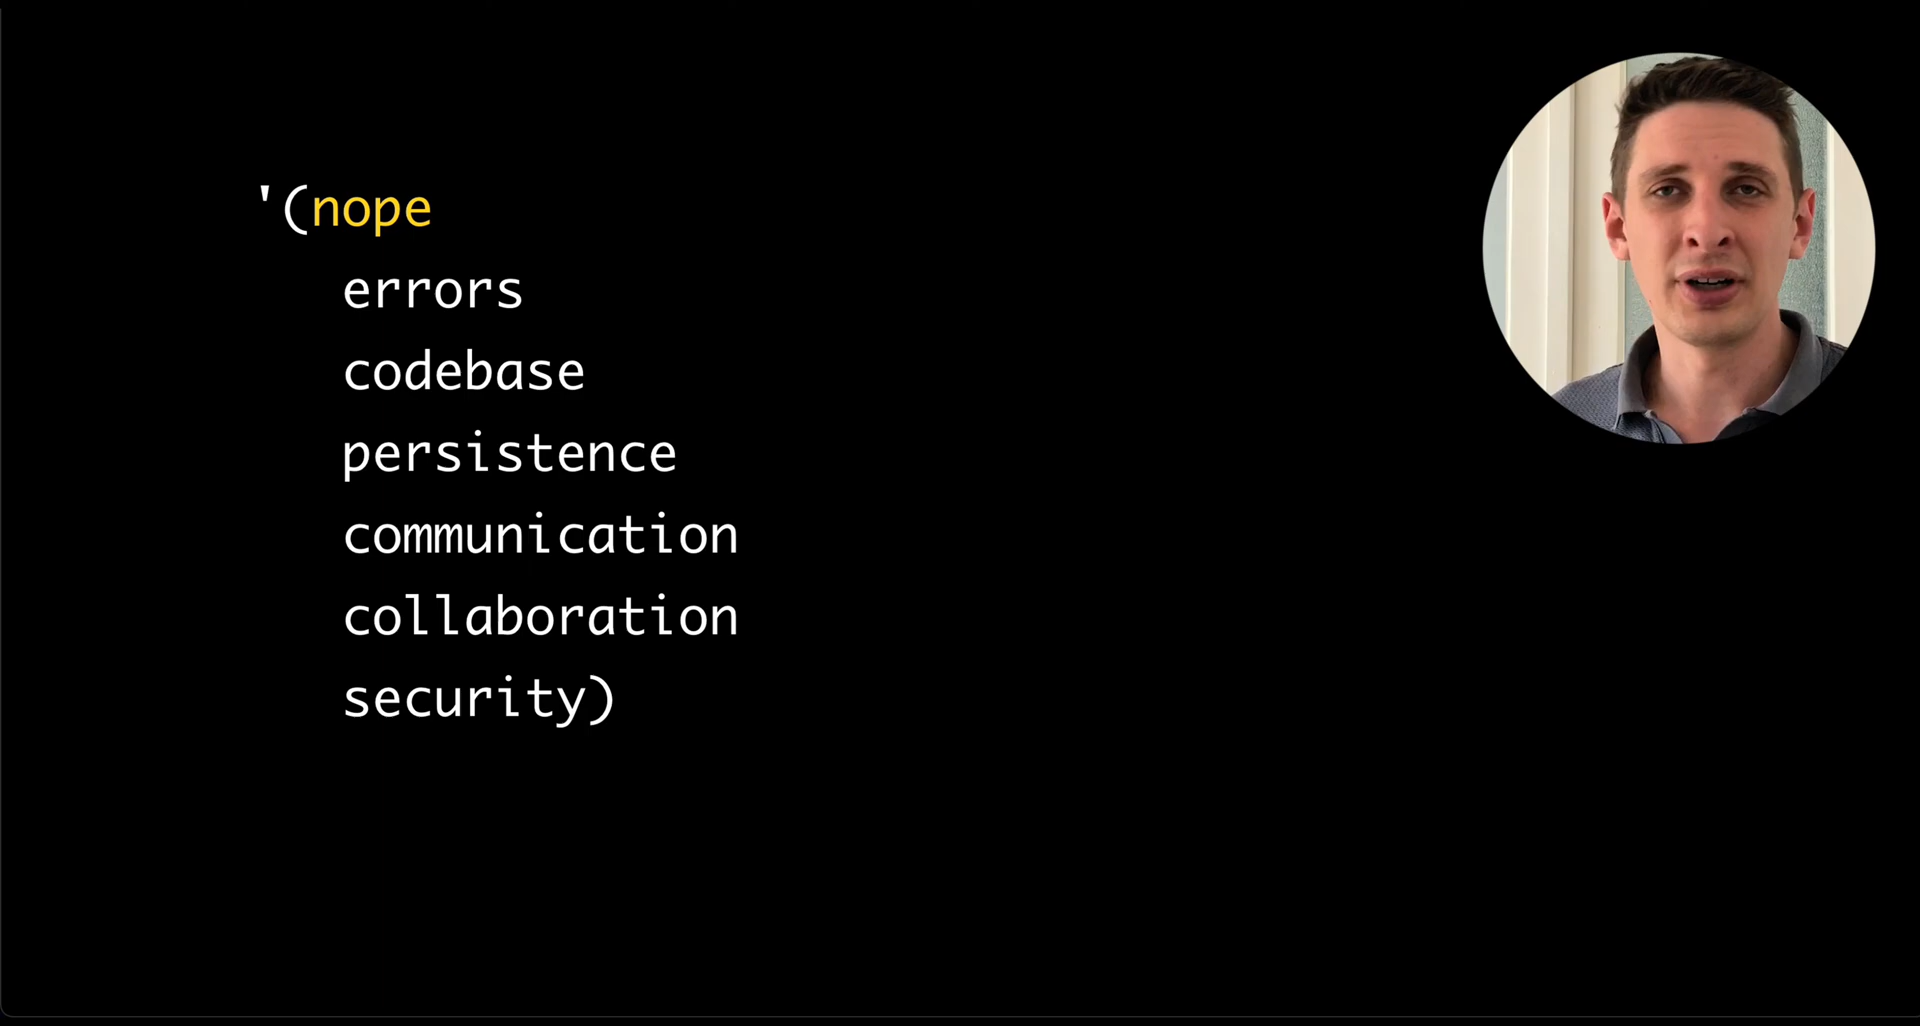 '(nope
errors
codebase
persistence
communication
collaboration
security)